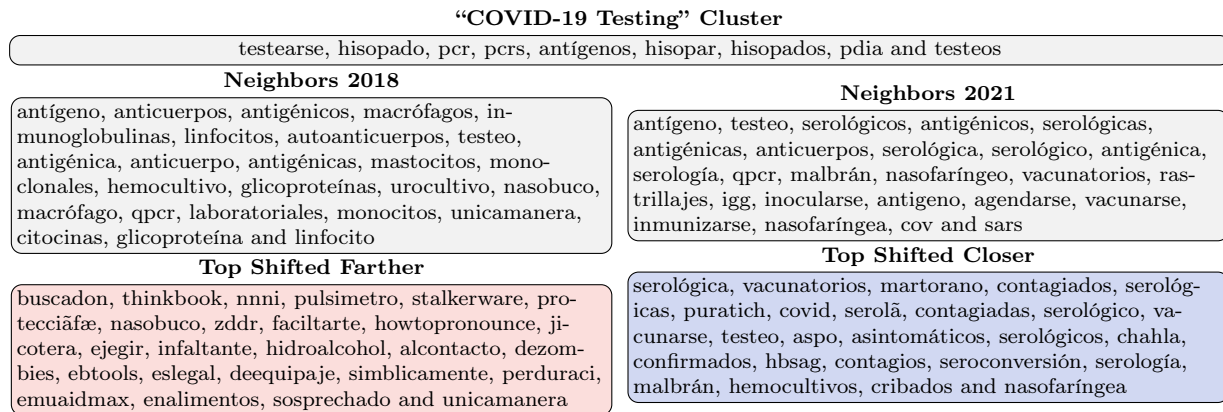 “COVID-19 Testing” Cluster
testearse, hisopado, pcr, pcrs, antígenos, hisopar, hisopados, pdia and testeos
Neighbors 2018
antígeno, anticuerpos, antigénicos, macrófagos, in-
munoglobulinas, linfocitos, autoanticuerpos, testeo,
antigénica, anticuerpo, antigénicas, mastocitos, mono-
clonales, hemocultivo, glicoproteínas, urocultivo, nasobuco,
macrófago, qpcr, laboratoriales, monocitos, unicamanera,
citocinas, glicoproteína and linfocito
Neighbors 2021
antígeno, testeo, serológicos, antigénicos, serológicas,
antigénicas, anticuerpos, serológica, serológico, antigénica,
serología, qpcr, malbrán, nasofaríngeo, vacunatorios, ras-
trillajes, igg, inocularse, antigeno, agendarse, vacunarse,
inmunizarse, nasofaríngea, cov and sars
Top Shifted Farther
buscadon, thinkbook, nnni, pulsimetro, stalkerware, pro-
tecciãfæ, nasobuco, zddr, faciltarte, howtopronounce, ji-
cotera, ejegir, infaltante, hidroalcohol, alcontacto, dezom-
bies, ebtools, eslegal, deequipaje, simblicamente, perduraci,
emuaidmax, enalimentos, sosprechado and unicamanera
Top Shifted Closer
serológica, vacunatorios, martorano, contagiados, serológ-
icas, puratich, covid, serolã, contagiadas, serológico, va-
cunarse, testeo, aspo, asintomáticos, serológicos, chahla,
confirmados, hbsag, contagios, seroconversión, serología,
malbrán, hemocultivos, cribados and nasofaríngea